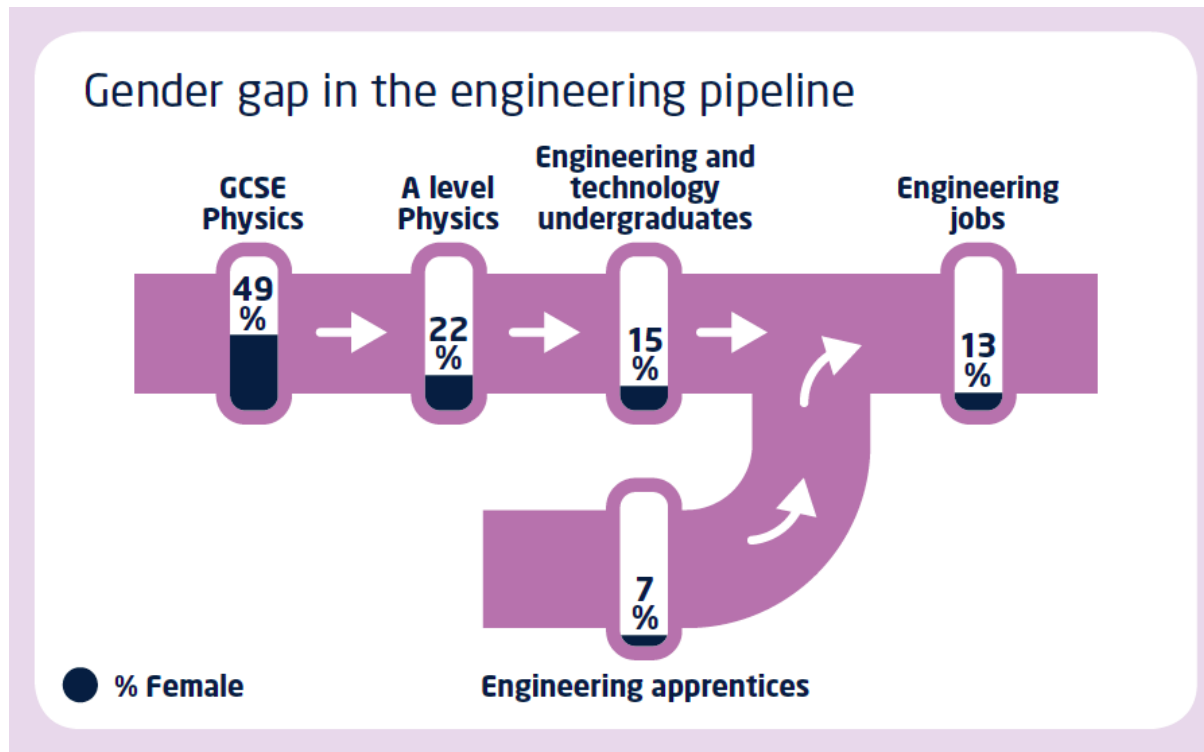 Gender gap in the engineering pipeline
GCSE
Physics
A level
Physics
Engineering and
technology
undergraduates
Engineering
jobs
49
%
22
%
15
%
13
%
7
%
% Female
Engineering apprentices